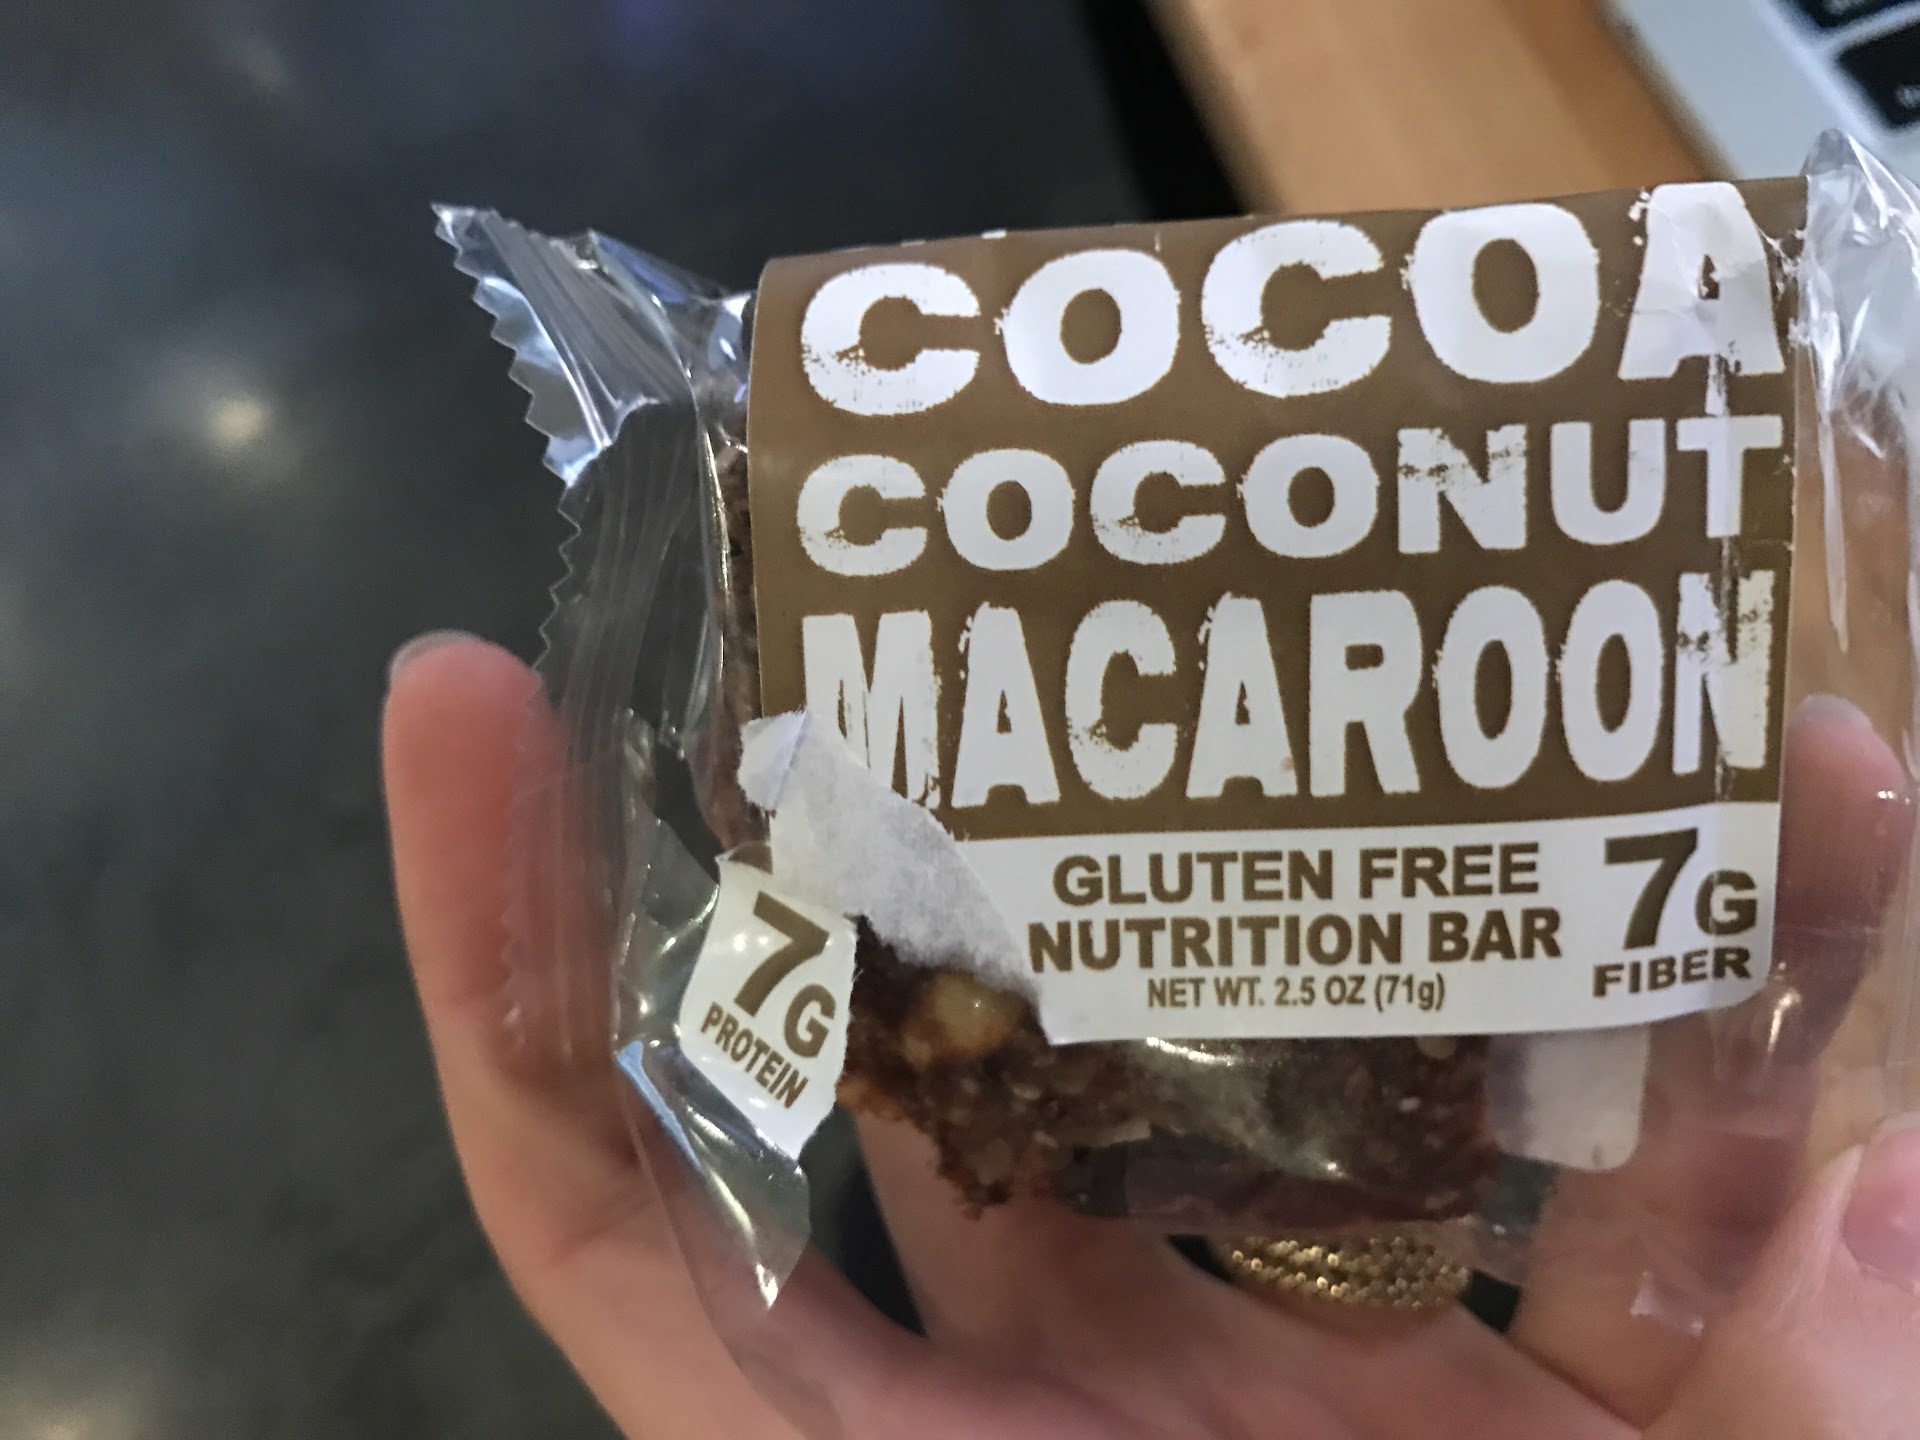 COCOA
COCONUT
MACAROON
GLUTEN FREE
NUTRITION BAR
NET WT. 2.5 OZ (71g)
7G
FIBER
7G
PROTEIN